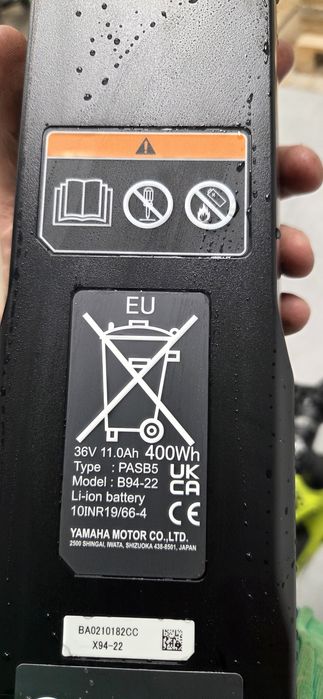 EU
36V 11.0Ah 400Wh
Type : PASB5
Model : B94-22
Li-ion battery
10INR19/66-4
UK
CA
CE
YAMAHA MOTOR CO.,LTD.
2500 SHINGAI, IWATA, SHIZUOKA 438-8501, JAPAN
BA0210182CC
X94-22